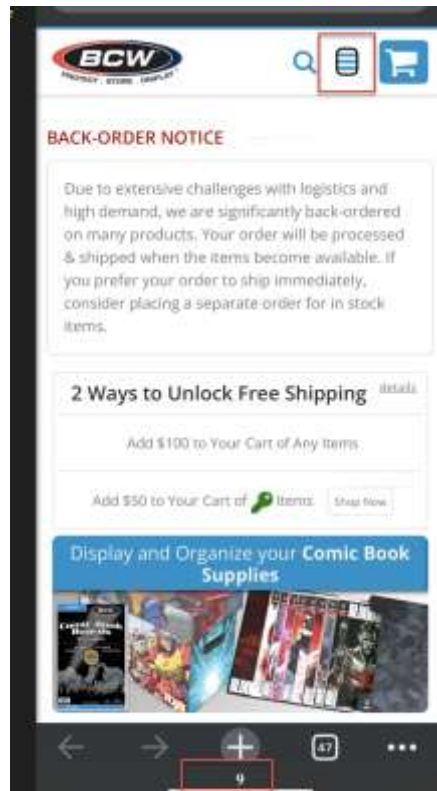 BCW
PROTECT · STORE · DISPLAY
BACK-ORDER NOTICE
Due to extensive challenges with logistics and
high demand, we are significantly back-ordered
on many products. Your order will be processed
& shipped when the items become available. If
you prefer your order to ship immediately,
consider placing a separate order for in stock
items.
2 Ways to Unlock Free Shipping details
Add $100 to Your Cart of Any Items
Add $50 to Your Cart of Items Shop Now
Display and Organize your Comic Book
Supplies
BCW
Comic Book
Boards
47
9